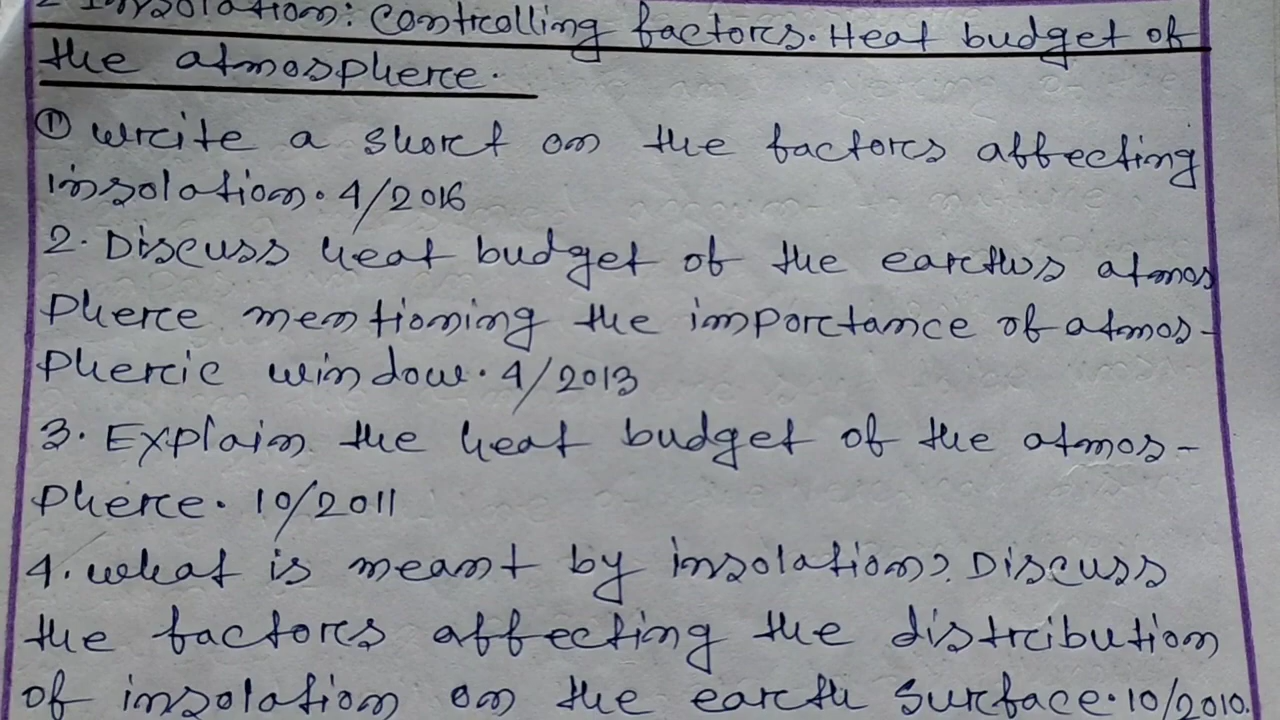 2 Insolation: Controlling factors. Heat budget of
the atmosphere.
① Write a short on the factors affecting
insolation. 4/2016
2. Discuss heat budget of the earths atmos
phere mentioning the importance of atmos-
pheric window. 4/2013
3. Explain the heat budget of the atmos-
phere. 10/2011
4. What is meant by insolation? Discuss
the factors affecting the distribution
of insolation on the earth surface. 10/2010.